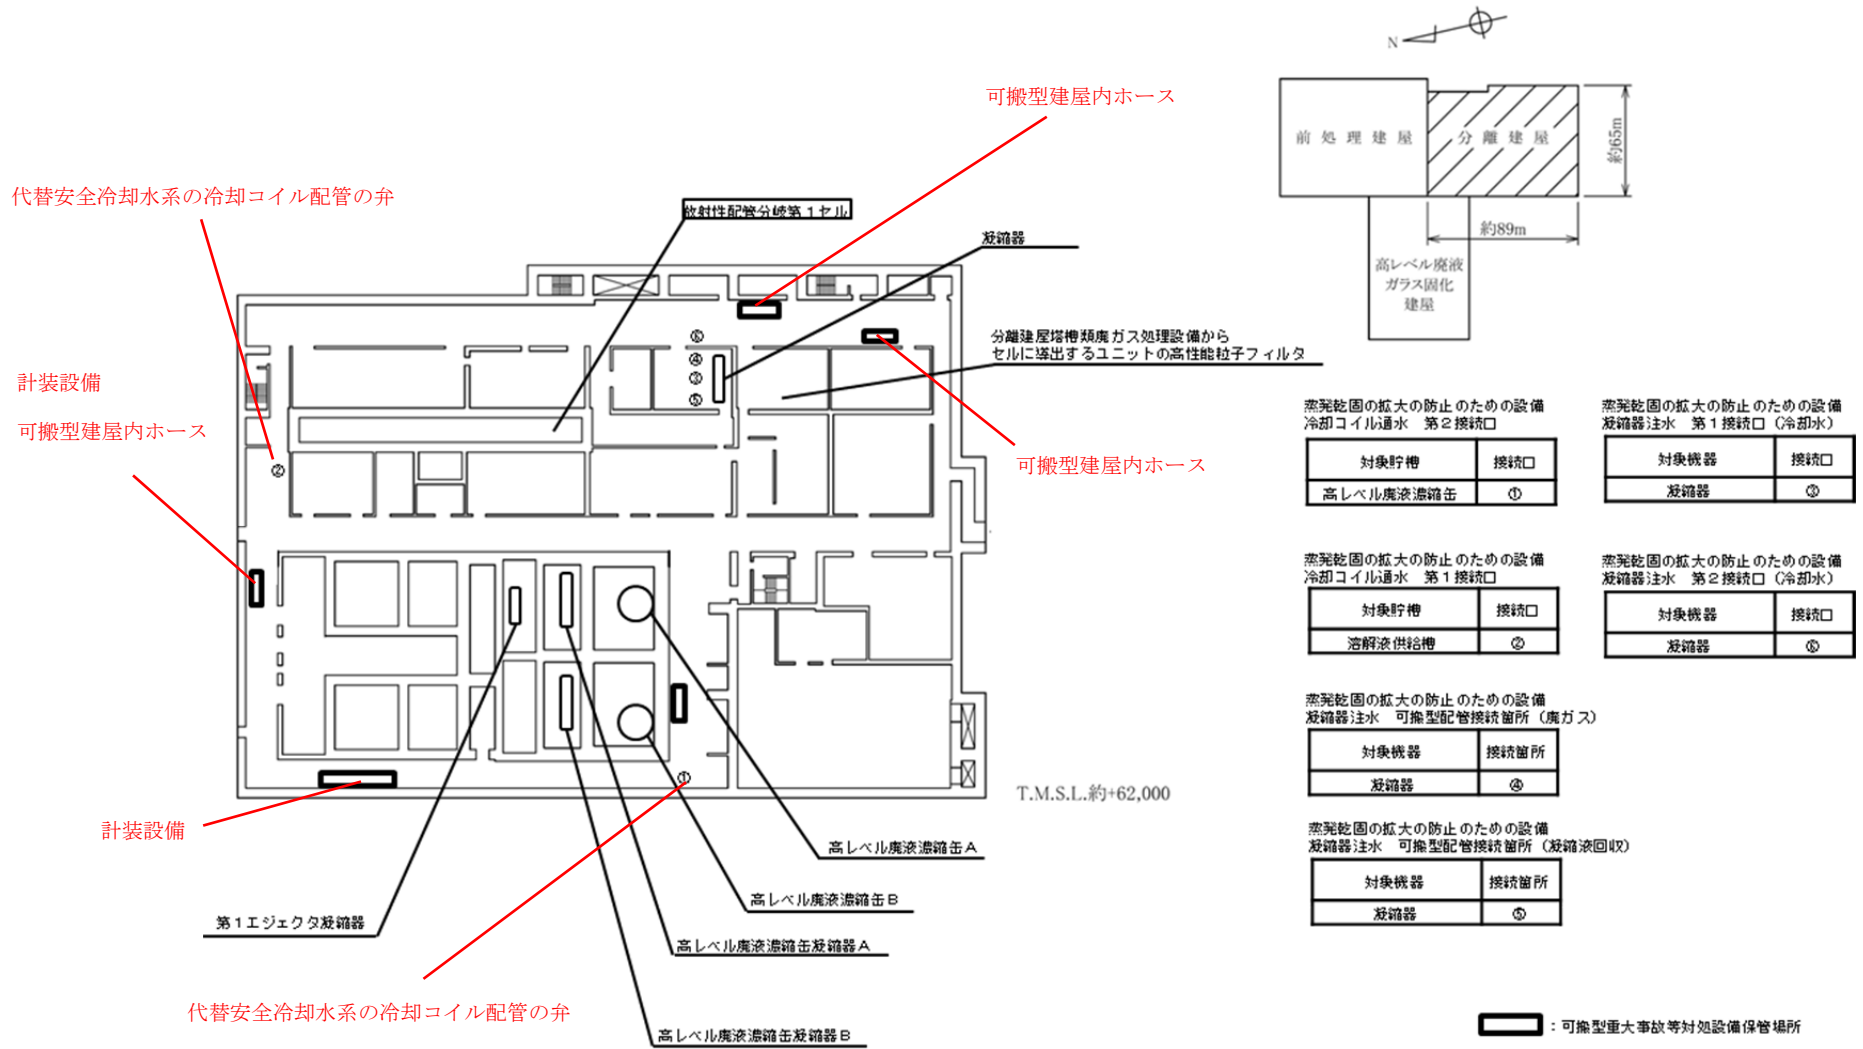 N
前処理建屋
分離建屋
約65m
約89m
高レベル廃液
ガラス固化
建屋
可搬型建屋内ホース
代替安全冷却水系の冷却コイル配管の弁
放射性配管分岐第1セル
凝縮器
分離建屋塔槽類廃ガス処理設備から
セルに導出するユニットの高性能粒子フィルタ
計装設備
可搬型建屋内ホース
可搬型建屋内ホース
⑥
④
③
⑤
②
①
計装設備
T.M.S.L.約+62,000
高レベル廃液濃縮缶A
高レベル廃液濃縮缶B
第1エジェクタ凝縮器
高レベル廃液濃縮缶凝縮器A
代替安全冷却水系の冷却コイル配管の弁
高レベル廃液濃縮缶凝縮器B
蒸発乾固の拡大の防止のための設備
冷却コイル通水 第2接続口
対象貯槽 接続口
高レベル廃液濃縮缶 ①
蒸発乾固の拡大の防止のための設備
凝縮器注水 第1接続口（冷却水）
対象機器 接続口
凝縮器 ③
蒸発乾固の拡大の防止のための設備
冷却コイル通水 第1接続口
対象貯槽 接続口
溶解液供給槽 ②
蒸発乾固の拡大の防止のための設備
凝縮器注水 第2接続口（冷却水）
対象機器 接続口
凝縮器 ⑥
蒸発乾固の拡大の防止のための設備
凝縮器注水 可搬型配管接続箇所（廃ガス）
対象機器 接続箇所
凝縮器 ④
蒸発乾固の拡大の防止のための設備
凝縮器注水 可搬型配管接続箇所（凝縮液回収）
対象機器 接続箇所
凝縮器 ⑤
：可搬型重大事故等対処設備保管場所